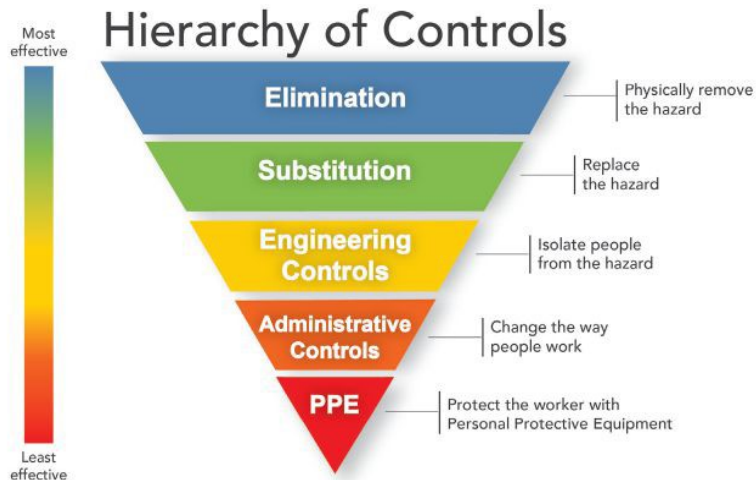 Hierarchy of Controls
Most
effective
Elimination
Physically remove
the hazard
Substitution
Replace
the hazard
Engineering
Controls
Isolate people
from the hazard
Administrative
Controls
Change the way
people work
PPE
Protect the worker with
Personal Protective Equipment
Least
effective